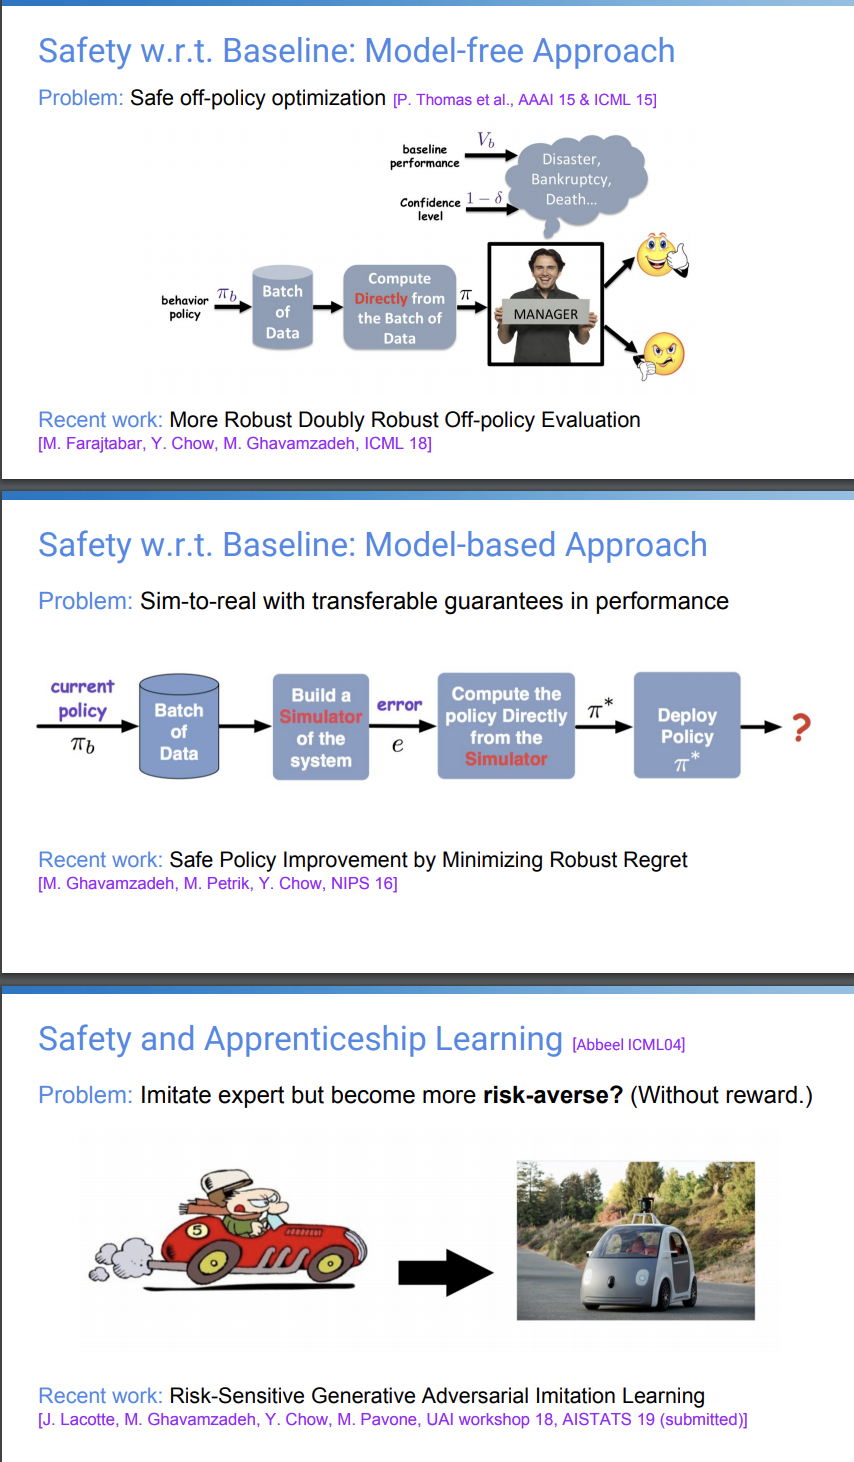 Safety w.r.t. Baseline: Model-free Approach
Problem: Safe off-policy optimization [P. Thomas et al., AAAI 15 & ICML 15]
baseline
performance
V_b
Confidence
level
1 − δ
Disaster,
Bankruptcy,
Death...
behavior
policy
π_b
Batch
of
Data
Compute
Directly from
the Batch of
Data
π
MANAGER
Recent work: More Robust Doubly Robust Off-policy Evaluation
[M. Farajtabar, Y. Chow, M. Ghavamzadeh, ICML 18]
Safety w.r.t. Baseline: Model-based Approach
Problem: Sim-to-real with transferable guarantees in performance
current
policy
π_b
Batch
of
Data
Build a
Simulator
of the
system
error
e
Compute the
policy Directly
from the
Simulator
π*
Deploy
Policy
π*
?
Recent work: Safe Policy Improvement by Minimizing Robust Regret
[M. Ghavamzadeh, M. Petrik, Y. Chow, NIPS 16]
Safety and Apprenticeship Learning [Abbeel ICML04]
Problem: Imitate expert but become more risk-averse? (Without reward.)
5
Recent work: Risk-Sensitive Generative Adversarial Imitation Learning
[J. Lacotte, M. Ghavamzadeh, Y. Chow, M. Pavone, UAI workshop 18, AISTATS 19 (submitted)]